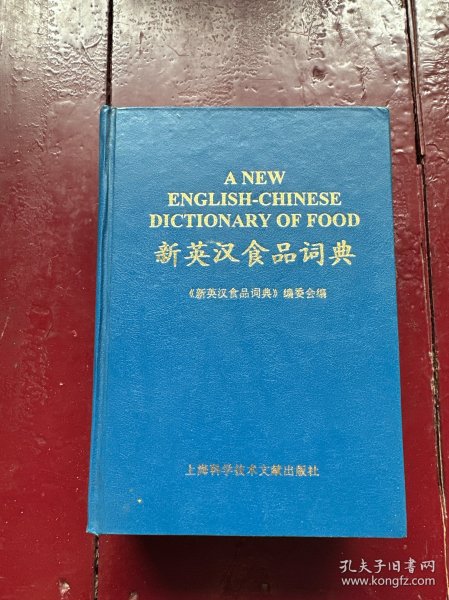 A NEW
ENGLISH-CHINESE
DICTIONARY OF FOOD
新英汉食品词典
《新英汉食品词典》编委会编
上海科学技术文献出版社
孔夫子旧书网
www.kongfz.com